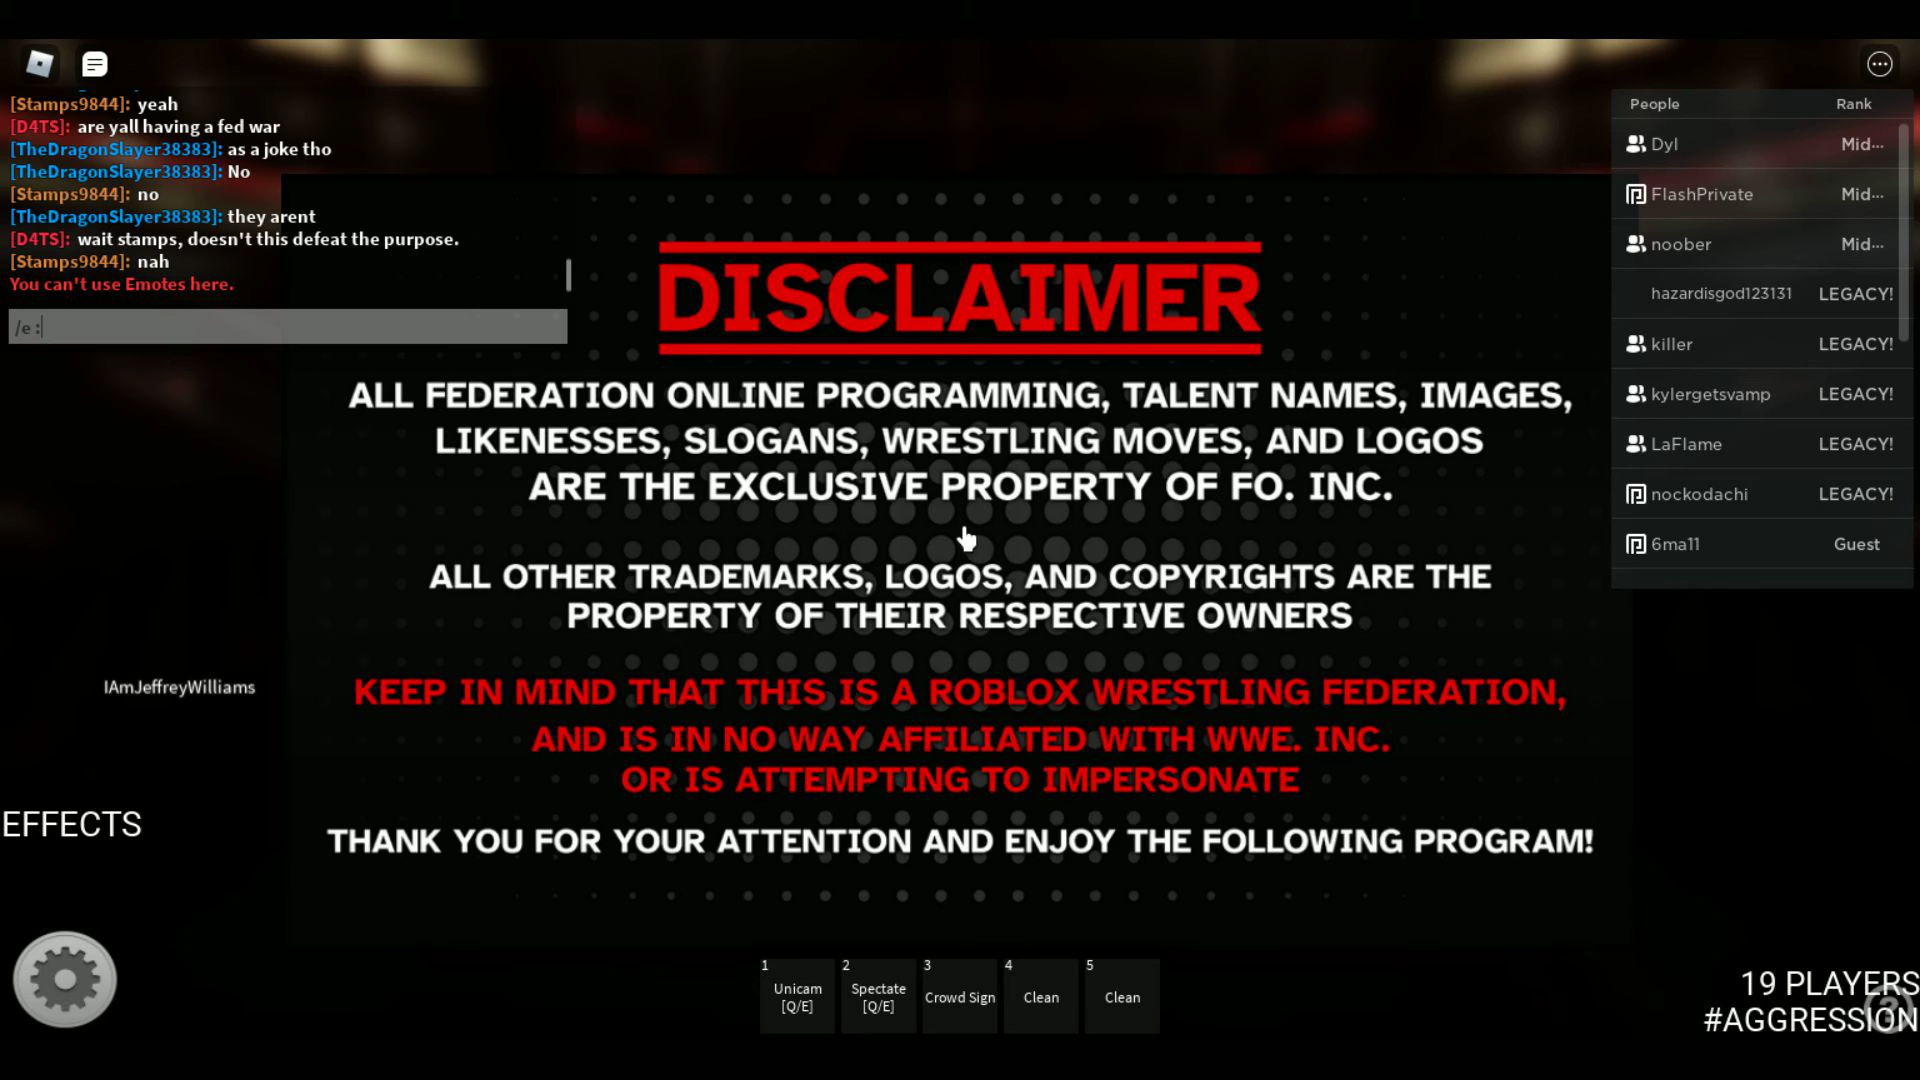 [Stamps9844]: yeah
[D4TS]: are yall having a fed war
[TheDragonSlayer38383]: as a joke tho
[TheDragonSlayer38383]: No
[Stamps9844]: no
[TheDragonSlayer38383]: they arent
[D4TS]: wait stamps, doesn't this defeat the purpose.
[Stamps9844]: nah
You can't use Emotes here.
/e :
People Rank
Dyl Mid...
FlashPrivate Mid...
noober Mid...
hazardisgod123131 LEGACY!
killer LEGACY!
kylergetsvamp LEGACY!
LaFlame LEGACY!
nockodachi LEGACY!
6ma11 Guest
DISCLAIMER
ALL FEDERATION ONLINE PROGRAMMING, TALENT NAMES, IMAGES,
LIKENESSES, SLOGANS, WRESTLING MOVES, AND LOGOS
ARE THE EXCLUSIVE PROPERTY OF FO. INC.
ALL OTHER TRADEMARKS, LOGOS, AND COPYRIGHTS ARE THE
PROPERTY OF THEIR RESPECTIVE OWNERS
KEEP IN MIND THAT THIS IS A ROBLOX WRESTLING FEDERATION,
AND IS IN NO WAY AFFILIATED WITH WWE. INC.
OR IS ATTEMPTING TO IMPERSONATE
THANK YOU FOR YOUR ATTENTION AND ENJOY THE FOLLOWING PROGRAM!
IAmJeffreyWilliams
EFFECTS
1 Unicam [Q/E]
2 Spectate [Q/E]
3 Crowd Sign
4 Clean
5 Clean
19 PLAYERS
#AGGRESSION
?